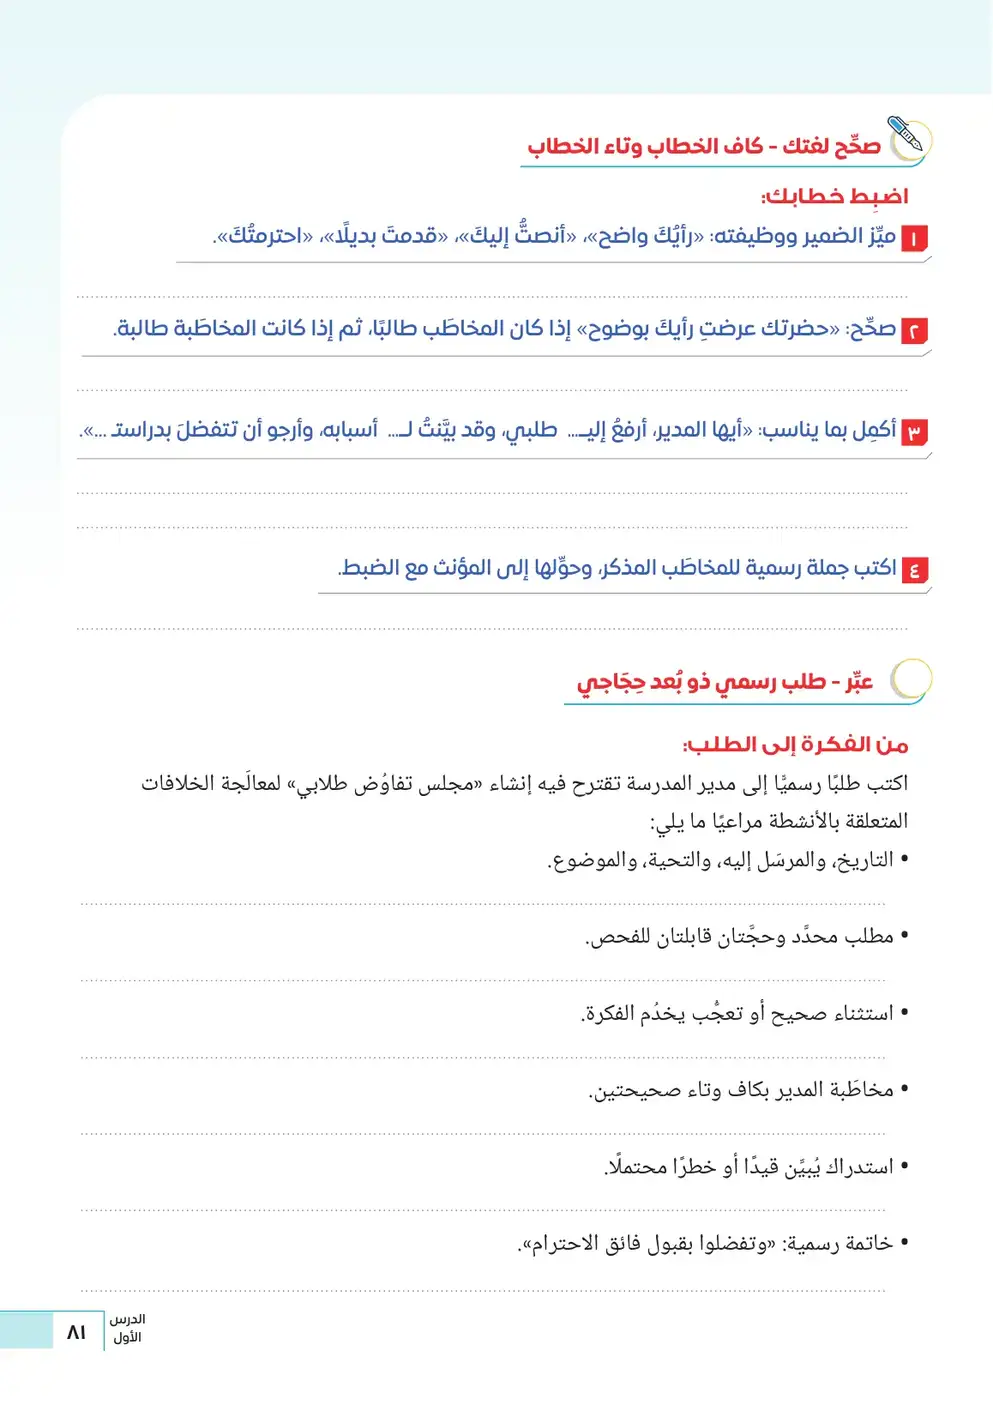 صحِّح لغتك - كاف الخطاب وتاء الخطاب
اضبِط خطابك:
١ ميِّز الضمير ووظيفته: «رأيُكَ واضح»، «أنصتُّ إليكَ»، «قدمتَ بديلًا»، «احترمتُكَ».
٢ صحِّح: «حضرتك عرضتِ رأيكَ بوضوح» إذا كان المخاطَب طالبًا، ثم إذا كانت المخاطَبة طالبة.
٣ أكمِل بما يناسب: «أيها المدير، أرفعُ إليـ... طلبي، وقد بيَّنتُ لـ... أسبابه، وأرجو أن تتفضلَ بدراستـ ...».
٤ اكتب جملة رسمية للمخاطَب المذكر، وحوِّلها إلى المؤنث مع الضبط.
عبِّر - طلب رسمي ذو بُعد حِجَاجي
من الفكرة إلى الطلب:
اكتب طلبًا رسميًّا إلى مدير المدرسة تقترح فيه إنشاء «مجلس تفاوُض طلابي» لمعالَجة الخلافات
المتعلقة بالأنشطة مراعيًا ما يلي:
• التاريخ، والمرسَل إليه، والتحية، والموضوع.
• مطلب محدَّد وحجَّتان قابلتان للفحص.
• استثناء صحيح أو تعجُّب يخدُم الفكرة.
• مخاطَبة المدير بكاف وتاء صحيحتين.
• استدراك يُبيِّن قيدًا أو خطرًا محتملًا.
• خاتمة رسمية: «وتفضلوا بقبول فائق الاحترام».
الدرس
الأول
٨١